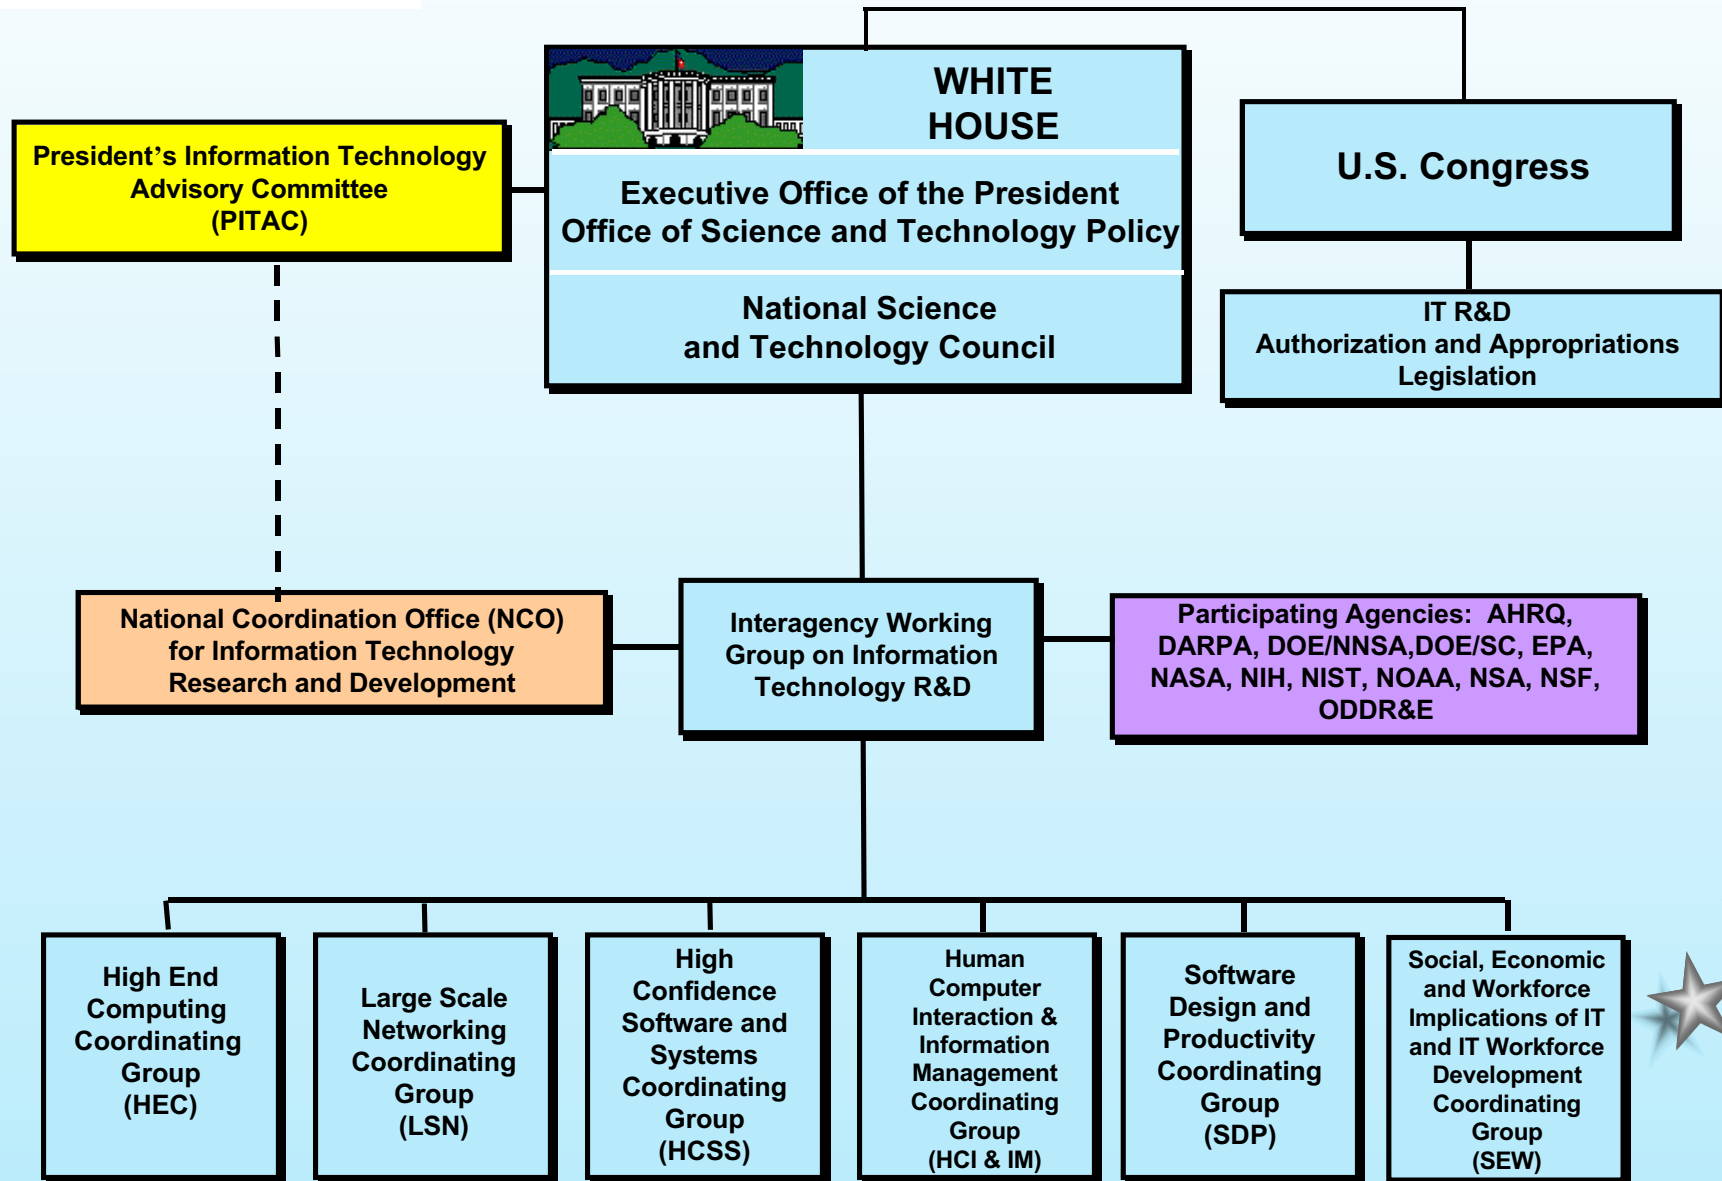 WHITE
HOUSE
Executive Office of the President
Office of Science and Technology Policy
National Science
and Technology Council
President's Information Technology
Advisory Committee
(PITAC)
U.S. Congress
IT R&D
Authorization and Appropriations
Legislation
National Coordination Office (NCO)
for Information Technology
Research and Development
Interagency Working
Group on Information
Technology R&D
Participating Agencies: AHRQ,
DARPA, DOE/NNSA,DOE/SC, EPA,
NASA, NIH, NIST, NOAA, NSA, NSF,
ODDR&E
High End
Computing
Coordinating
Group
(HEC)
Large Scale
Networking
Coordinating
Group
(LSN)
High
Confidence
Software and
Systems
Coordinating
Group
(HCSS)
Human
Computer
Interaction &
Information
Management
Coordinating
Group
(HCI & IM)
Software
Design and
Productivity
Coordinating
Group
(SDP)
Social, Economic
and Workforce
Implications of IT
and IT Workforce
Development
Coordinating
Group
(SEW)